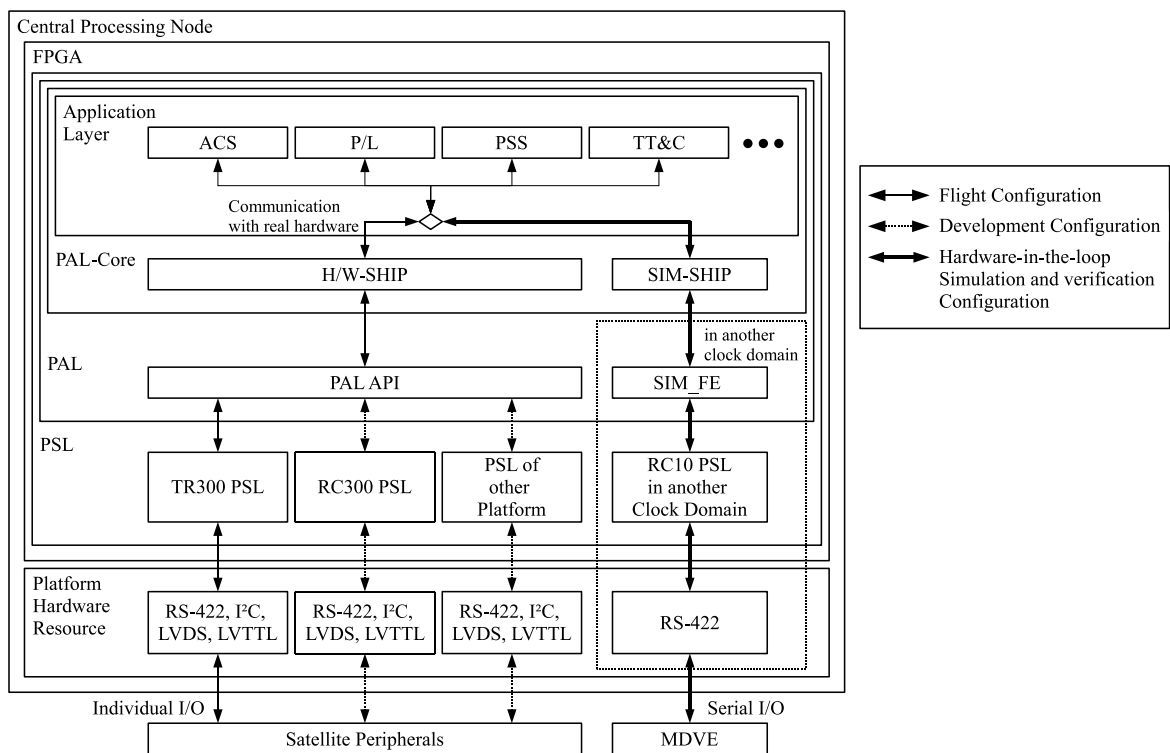 Central Processing Node
FPGA
Application
Layer
ACS
P/L
PSS
TT&C
Communication
with real hardware
PAL-Core
H/W-SHIP
SIM-SHIP
in another
clock domain
PAL
PAL API
SIM_FE
PSL
TR300 PSL
RC300 PSL
PSL of
other
Platform
RC10 PSL
in another
Clock Domain
Platform
Hardware
Resource
RS-422, I²C,
LVDS, LVTTL
RS-422, I²C,
LVDS, LVTTL
RS-422, I²C,
LVDS, LVTTL
RS-422
Individual I/O
Serial I/O
Satellite Peripherals
MDVE
Flight Configuration
Development Configuration
Hardware-in-the-loop
Simulation and verification
Configuration